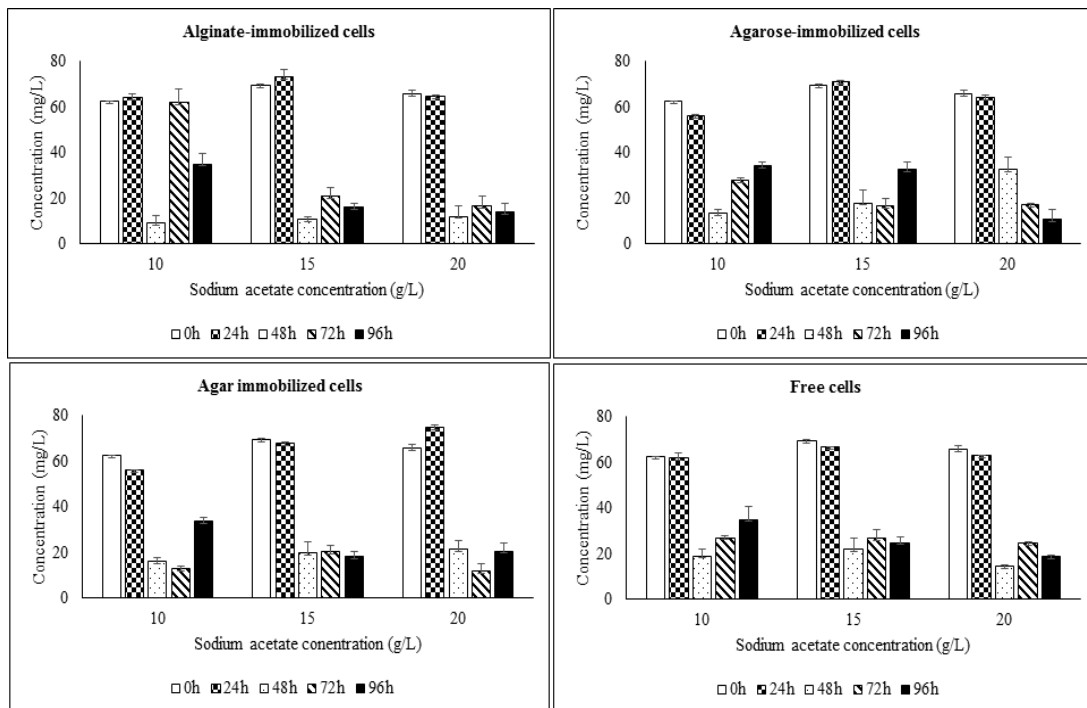 Alginate-immobilized cells
Concentration (mg/L)
80
60
40
20
0
10 15 20
Sodium acetate concentration (g/L)
0h 24h 48h 72h 96h
Agarose-immobilized cells
Concentration (mg/L)
80
60
40
20
0
10 15 20
Sodium acetate concentration (g/L)
0h 24h 48h 72h 96h
Agar immobilized cells
Concentration (mg/L)
80
60
40
20
0
10 15 20
Sodium acetate conentration (g/L)
0h 24h 48h 72h 96h
Free cells
Concentration (mg/L)
80
60
40
20
0
10 15 20
Sodium acetate concentration (g/L)
0h 24h 48h 72h 96h